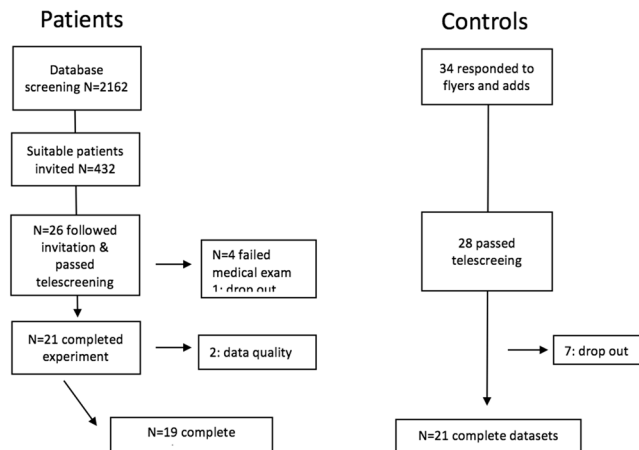 Patients
Database
screening N=2162
Suitable patients
invited N=432
N=26 followed
invitation &
passed telescreening
N=4 failed
medical exam
1: drop out
N=21 completed
experiment
2: data quality
N=19 complete
Controls
34 responded to
flyers and adds
28 passed
telescreeing
7: drop out
N=21 complete datasets